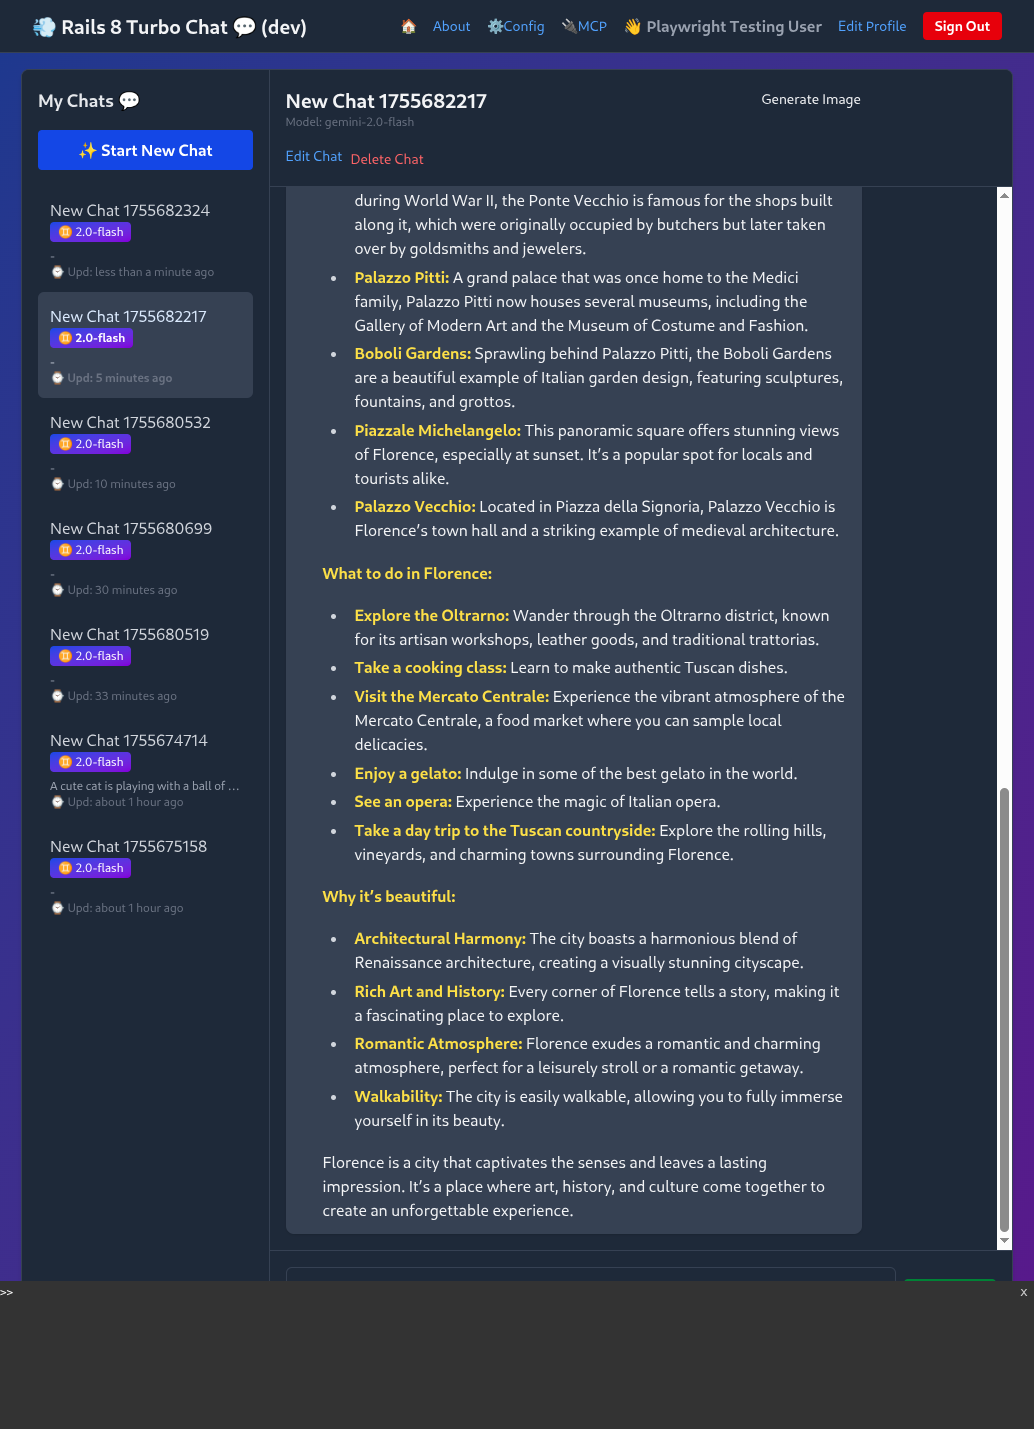 💨 Rails 8 Turbo Chat 💬 (dev)
🏠 About ⚙️Config 🔌MCP 👋 Playwright Testing User Edit Profile Sign Out
My Chats 💬
✨ Start New Chat
New Chat 1755682324
♊ 2.0-flash
-
⌚ Upd: less than a minute ago
New Chat 1755682217
♊ 2.0-flash
-
⌚ Upd: 5 minutes ago
New Chat 1755680532
♊ 2.0-flash
-
⌚ Upd: 10 minutes ago
New Chat 1755680699
♊ 2.0-flash
-
⌚ Upd: 30 minutes ago
New Chat 1755680519
♊ 2.0-flash
-
⌚ Upd: 33 minutes ago
New Chat 1755674714
♊ 2.0-flash
A cute cat is playing with a ball of ...
⌚ Upd: about 1 hour ago
New Chat 1755675158
♊ 2.0-flash
-
⌚ Upd: about 1 hour ago
New Chat 1755682217
Model: gemini-2.0-flash
Generate Image
Edit Chat Delete Chat
during World War II, the Ponte Vecchio is famous for the shops built
along it, which were originally occupied by butchers but later taken
over by goldsmiths and jewelers.
• Palazzo Pitti: A grand palace that was once home to the Medici
family, Palazzo Pitti now houses several museums, including the
Gallery of Modern Art and the Museum of Costume and Fashion.
• Boboli Gardens: Sprawling behind Palazzo Pitti, the Boboli Gardens
are a beautiful example of Italian garden design, featuring sculptures,
fountains, and grottos.
• Piazzale Michelangelo: This panoramic square offers stunning views
of Florence, especially at sunset. It’s a popular spot for locals and
tourists alike.
• Palazzo Vecchio: Located in Piazza della Signoria, Palazzo Vecchio is
Florence’s town hall and a striking example of medieval architecture.
What to do in Florence:
• Explore the Oltrarno: Wander through the Oltrarno district, known
for its artisan workshops, leather goods, and traditional trattorias.
• Take a cooking class: Learn to make authentic Tuscan dishes.
• Visit the Mercato Centrale: Experience the vibrant atmosphere of the
Mercato Centrale, a food market where you can sample local
delicacies.
• Enjoy a gelato: Indulge in some of the best gelato in the world.
• See an opera: Experience the magic of Italian opera.
• Take a day trip to the Tuscan countryside: Explore the rolling hills,
vineyards, and charming towns surrounding Florence.
Why it’s beautiful:
• Architectural Harmony: The city boasts a harmonious blend of
Renaissance architecture, creating a visually stunning cityscape.
• Rich Art and History: Every corner of Florence tells a story, making it
a fascinating place to explore.
• Romantic Atmosphere: Florence exudes a romantic and charming
atmosphere, perfect for a leisurely stroll or a romantic getaway.
• Walkability: The city is easily walkable, allowing you to fully immerse
yourself in its beauty.
Florence is a city that captivates the senses and leaves a lasting
impression. It’s a place where art, history, and culture come together to
create an unforgettable experience.
>> x